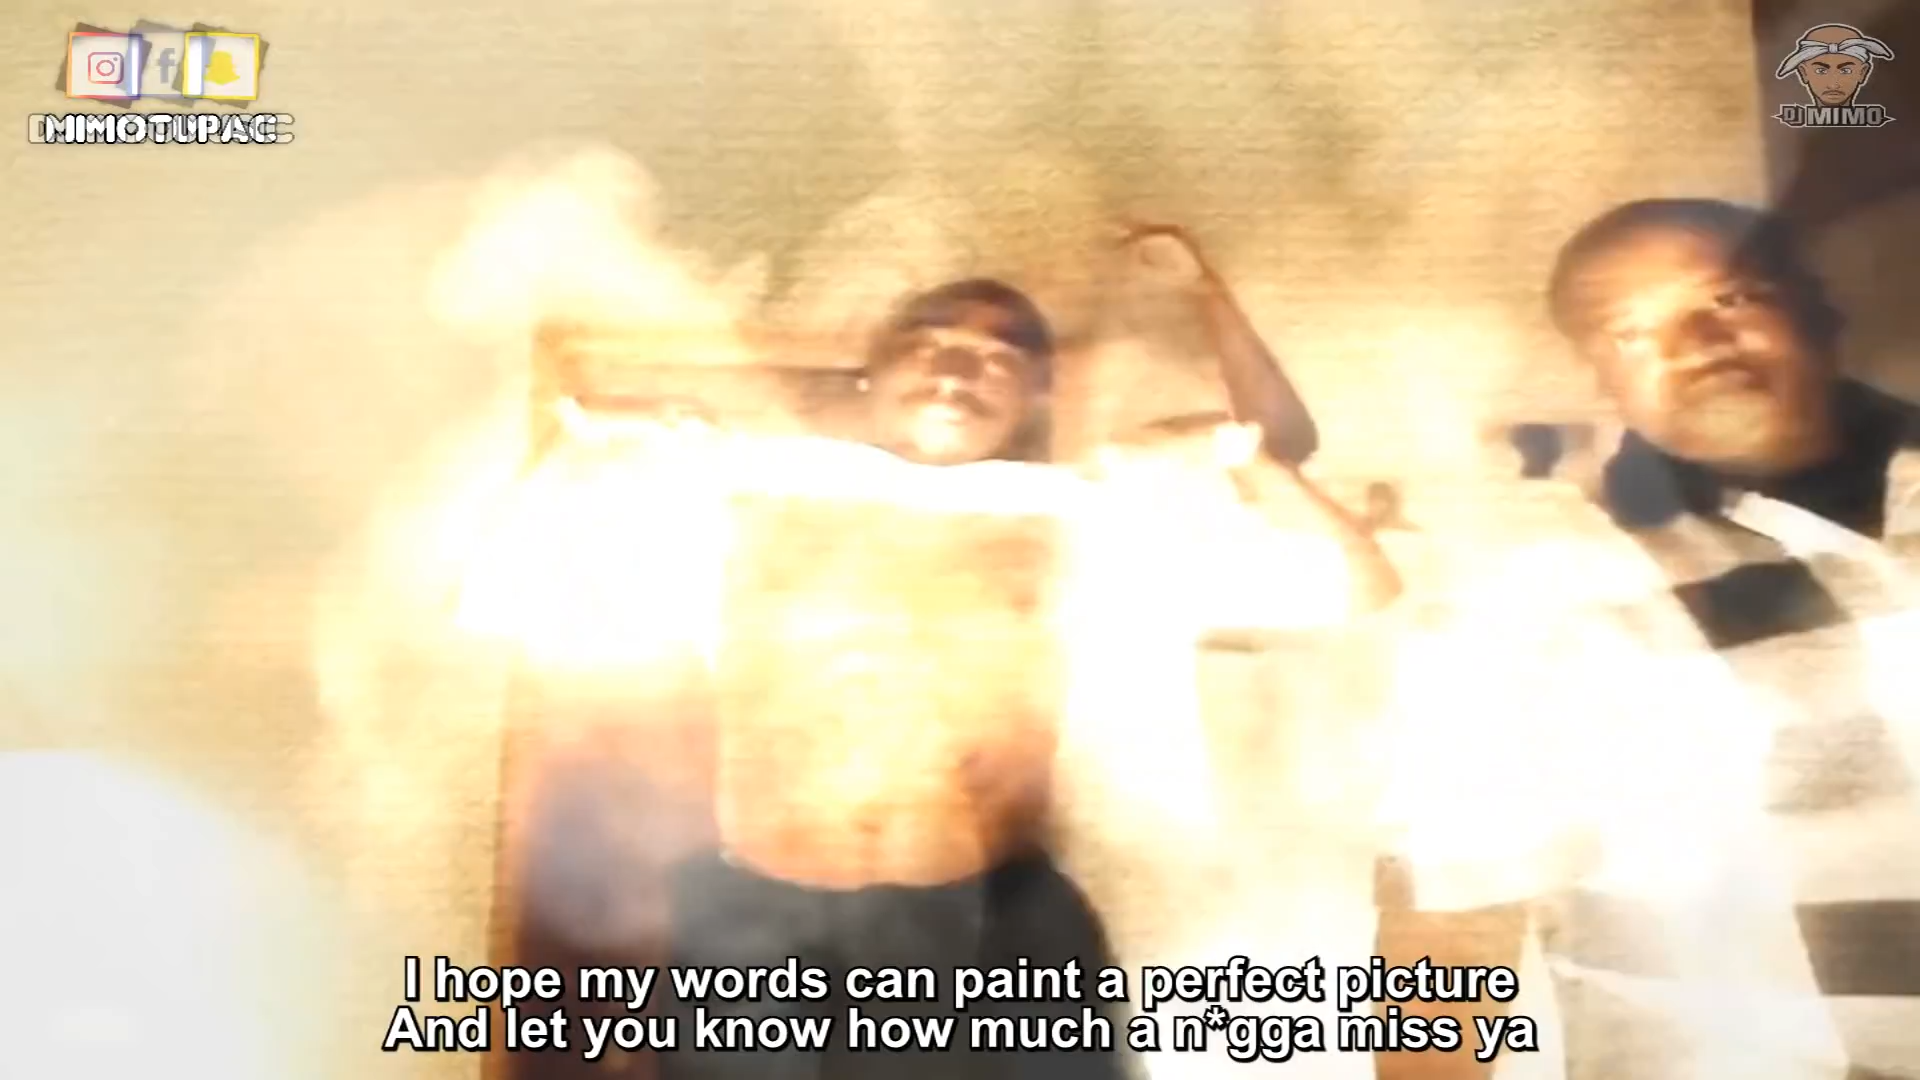 MIMOTUPAC
DJ MIMO
I hope my words can paint a perfect picture
And let you know how much a n*gga miss ya